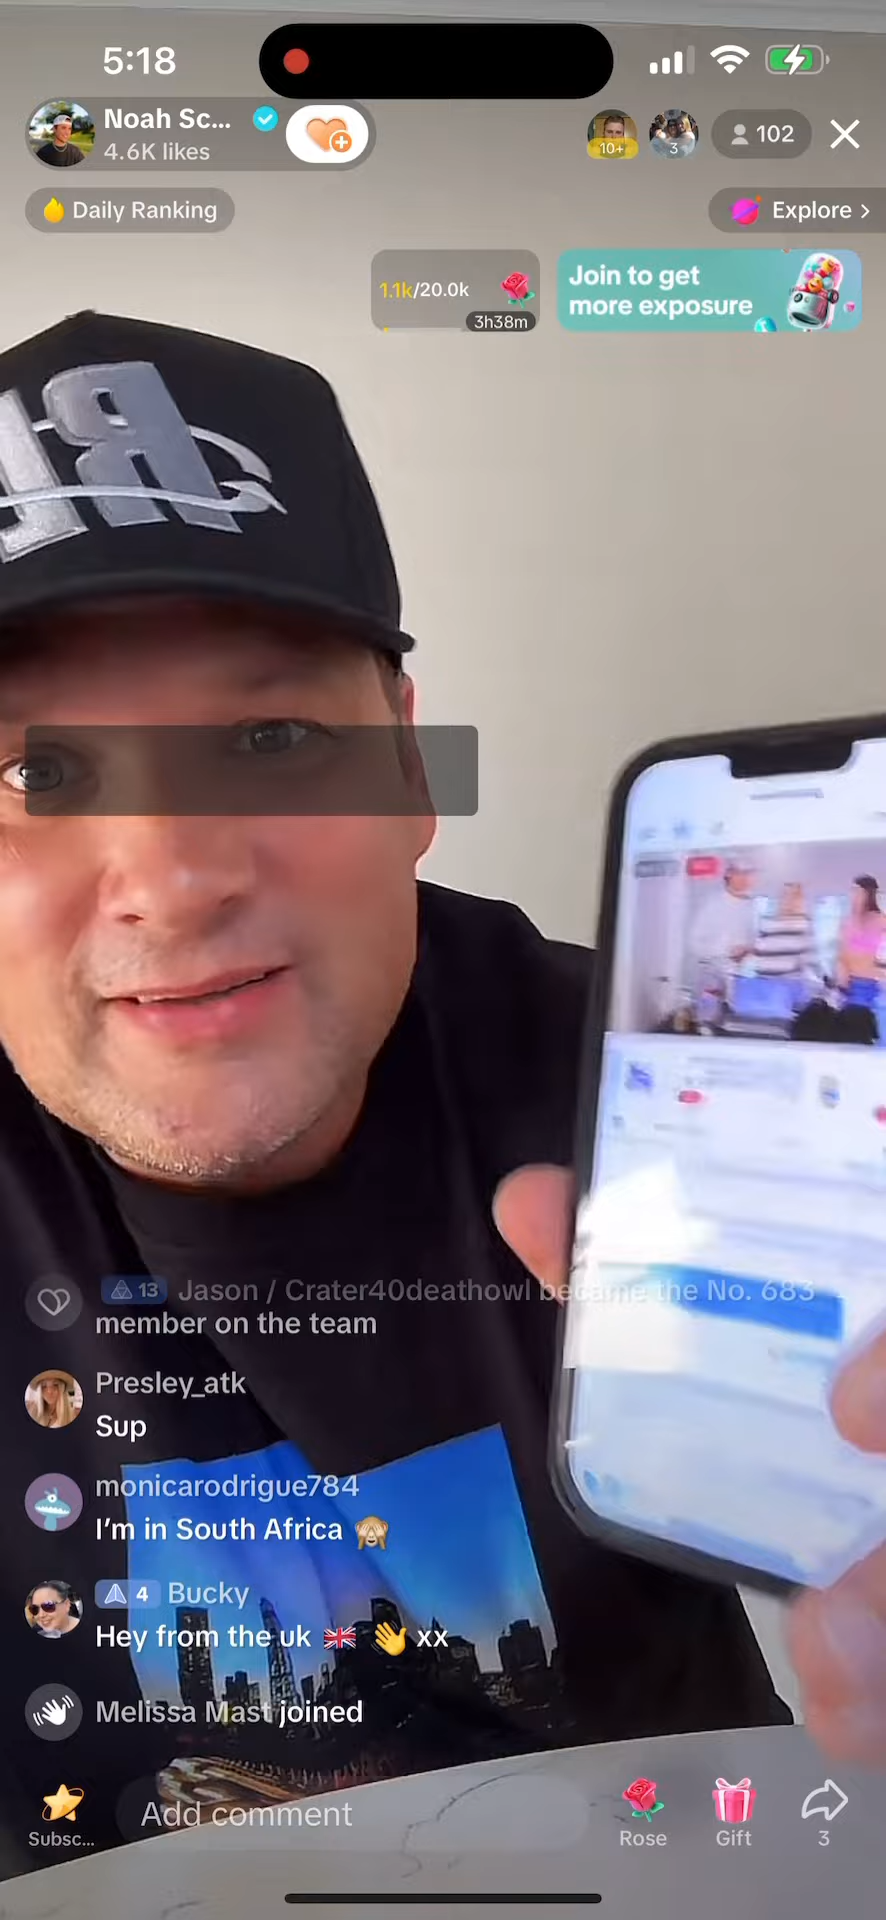 5:18
Noah Sc...
4.6K likes
10+
3
102
Daily Ranking
Explore >
1.1k/20.0k
3h38m
Join to get
more exposure
13 Jason / Crater40deathowl became the No. 683
member on the team
Presley_atk
Sup
monicarodrigue784
I'm in South Africa 🙈
4 Bucky
Hey from the uk 🇬🇧 👋 xx
Melissa Mast joined
Add comment
Subsc...
Rose
Gift
3